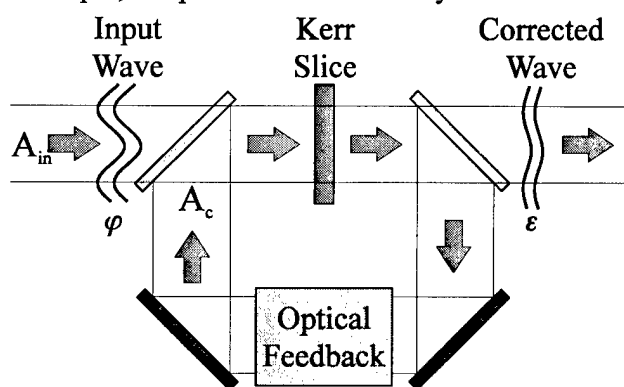 Input Wave
Kerr Slice
Corrected Wave
A_in
φ
A_c
ε
Optical Feedback